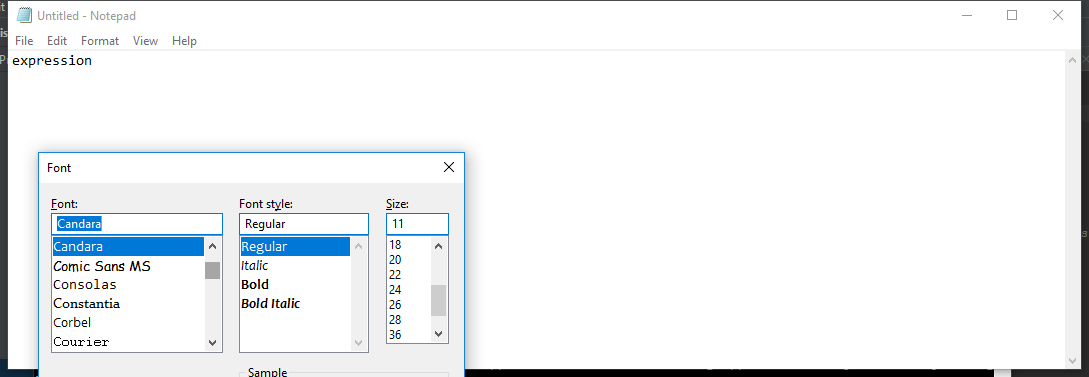 Untitled - Notepad
File Edit Format View Help
expression
Font
Font: Font style: Size:
Candara Regular 11
Candara Regular 18
Comic Sans MS Italic 20
Consolas Bold 22
Constantia Bold Italic 24
Corbel 26
Courier 28
36
Sample